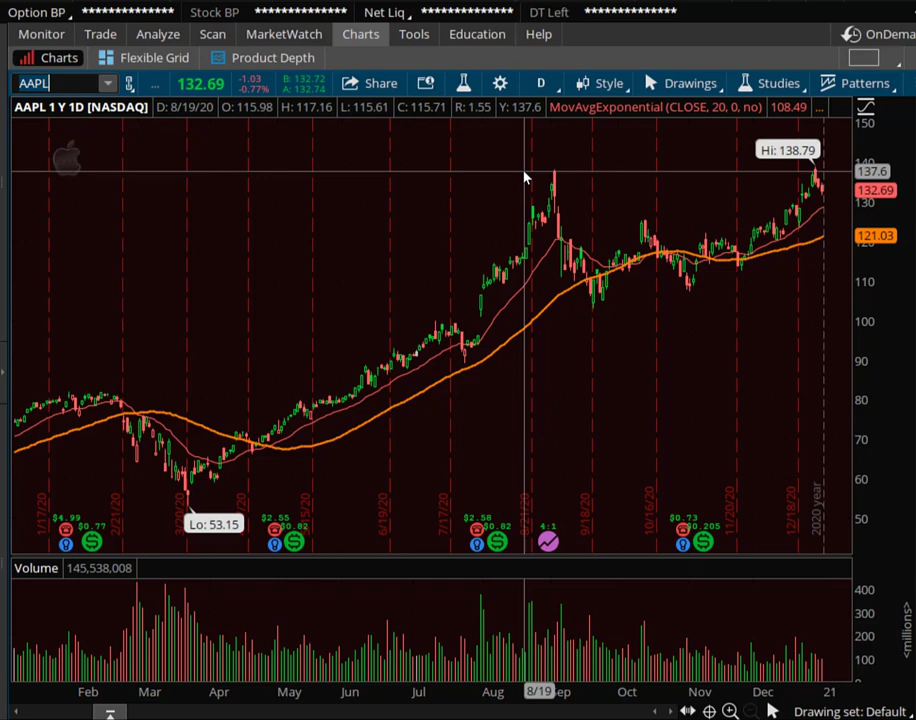 Option BP ************** Stock BP ************** Net Liq ************** DT Left **************
Monitor Trade Analyze Scan MarketWatch Charts Tools Education Help OnDema
Charts Flexible Grid Product Depth
AAPL ... 132.69 -1.03 -0.77% B: 132.72 A: 132.74 Share D Style Drawings Studies Patterns
AAPL 1 Y 1D [NASDAQ] D: 8/19/20 O: 115.98 H: 117.16 L: 115.61 C: 115.71 R: 1.55 Y: 137.6 MovAvgExponential (CLOSE, 20, 0, no) 108.49 ...
150
Hi: 138.79
140
137.6
132.69
130
121.03
120
110
100
90
80
70
60
50
1/17/20 2/21/20 3/20/20 6/19/20 7/17/20 9/18/20 10/16/20 11/20/20 12/18/20 2020 year
Lo: 53.15
$4.99 $0.77 $2.55 $0.82 $2.58 $0.82 4:1 $0.73 $0.205
Volume 145,538,008
400
300
200
100
<millions>
Feb Mar Apr May Jun Jul Aug 8/19 Sep Oct Nov Dec 21
Drawing set: Default